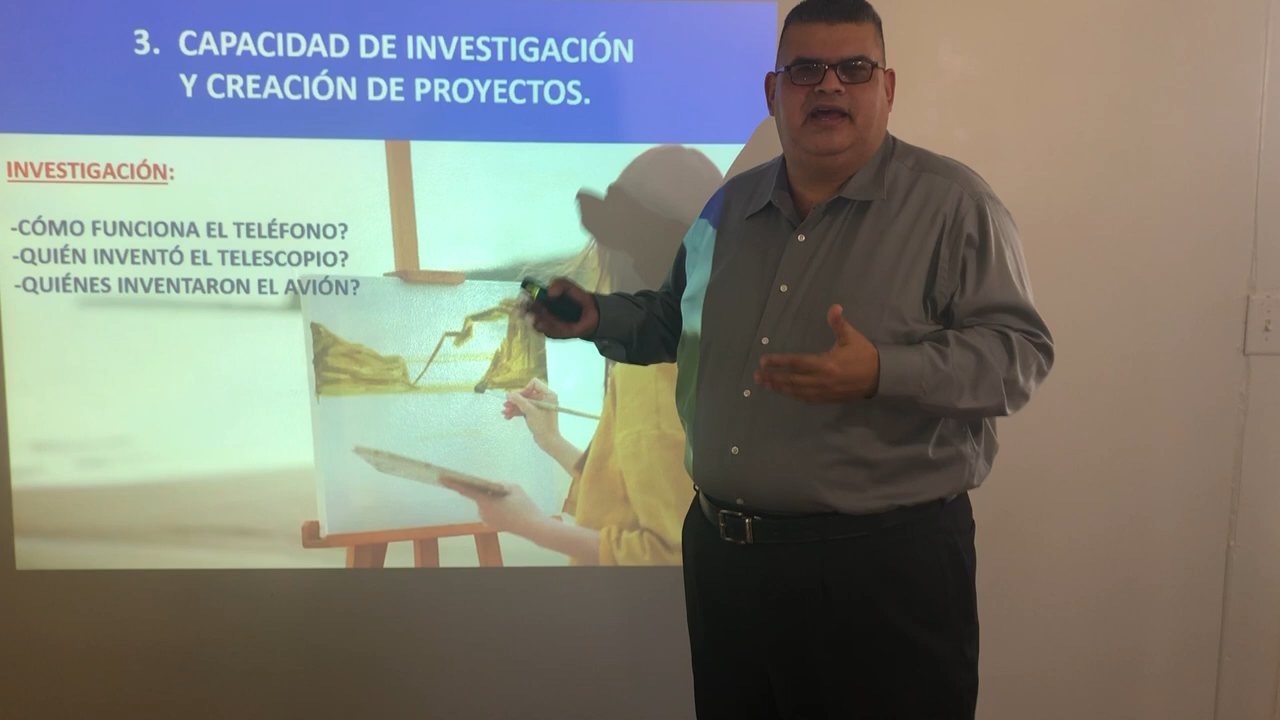 3. CAPACIDAD DE INVESTIGACIÓN
Y CREACIÓN DE PROYECTOS.
INVESTIGACIÓN:
-CÓMO FUNCIONA EL TELÉFONO?
-QUIÉN INVENTÓ EL TELESCOPIO?
-QUIÉNES INVENTARON EL AVIÓN?